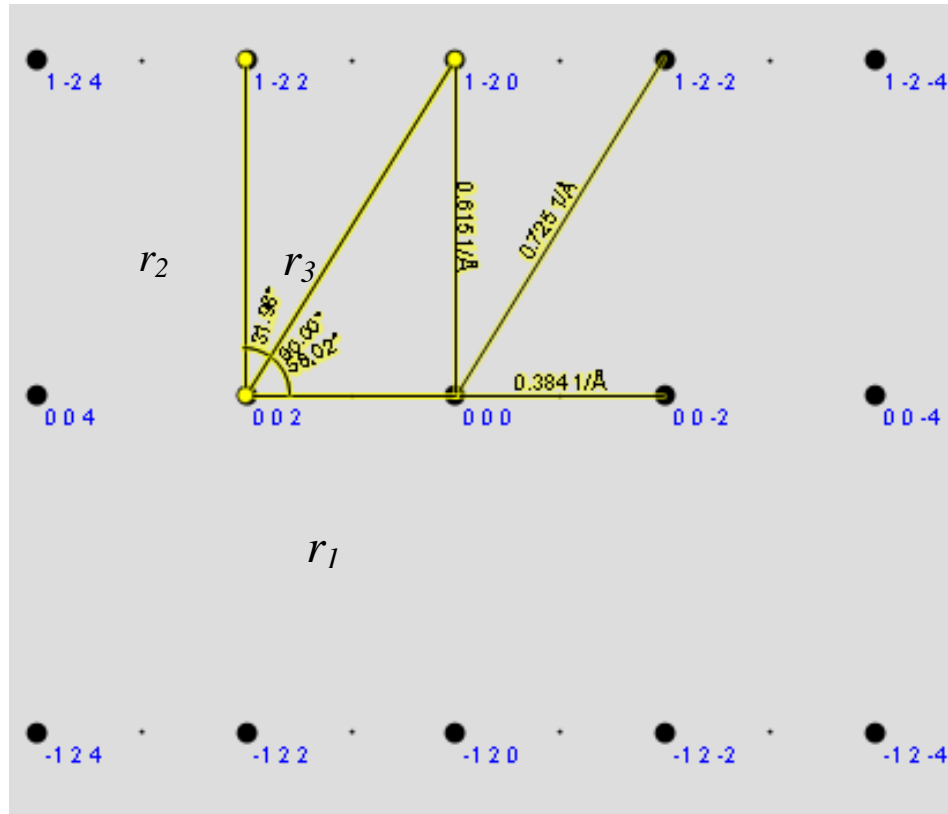 1 -2 4 1 -2 2 1 -2 0 1 -2 -2 1 -2 -4
0.615 1/Å
0.725 1/Å
r2 r3
31.98°
90.00°
58.02°
0.384 1/Å
0 0 4 0 0 2 0 0 0 0 0 -2 0 0 -4
r1
-1 2 4 -1 2 2 -1 2 0 -1 2 -2 -1 2 -4